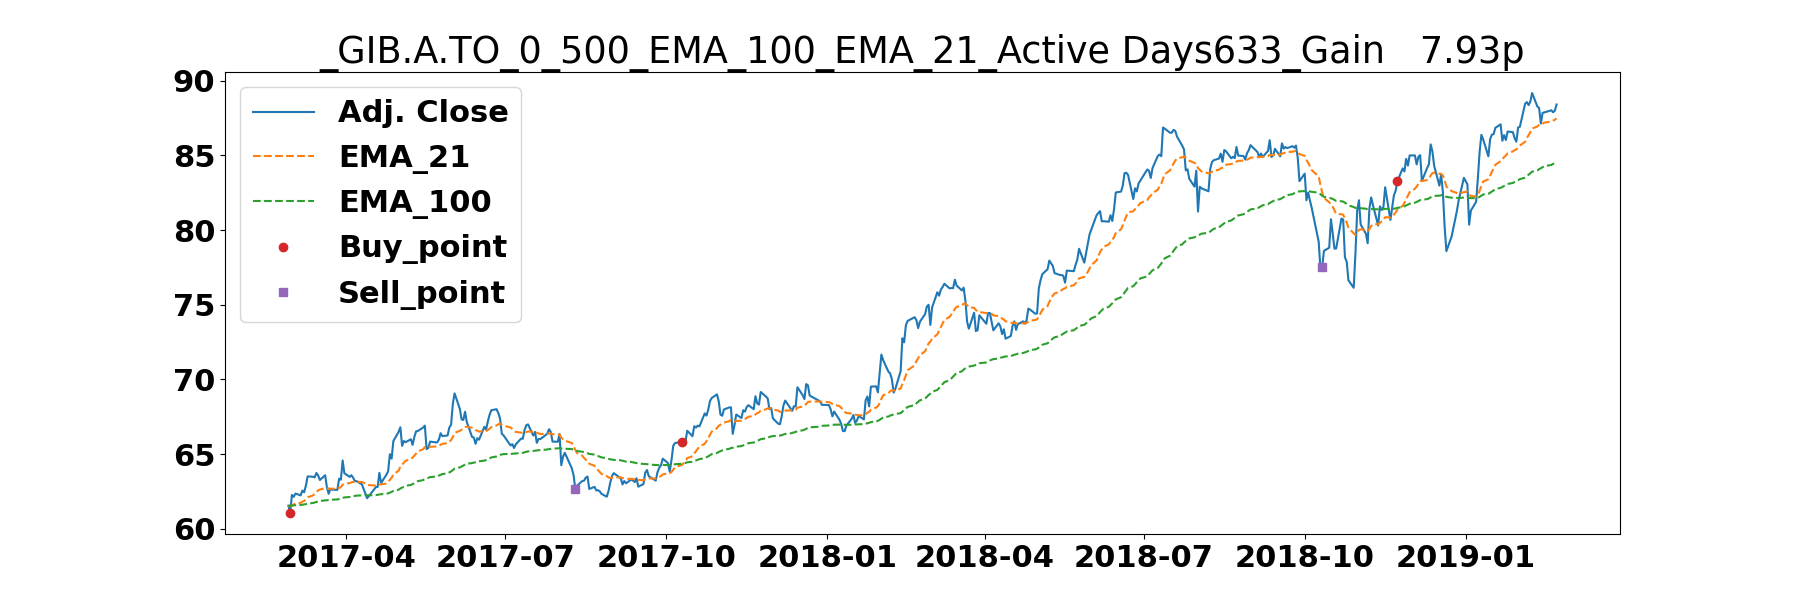 _GIB.A.TO_0_500_EMA_100_EMA_21_Active Days633_Gain   7.93p
90
85
80
75
70
65
60
Adj. Close
EMA_21
EMA_100
Buy_point
Sell_point
2017-04 2017-07 2017-10 2018-01 2018-04 2018-07 2018-10 2019-01